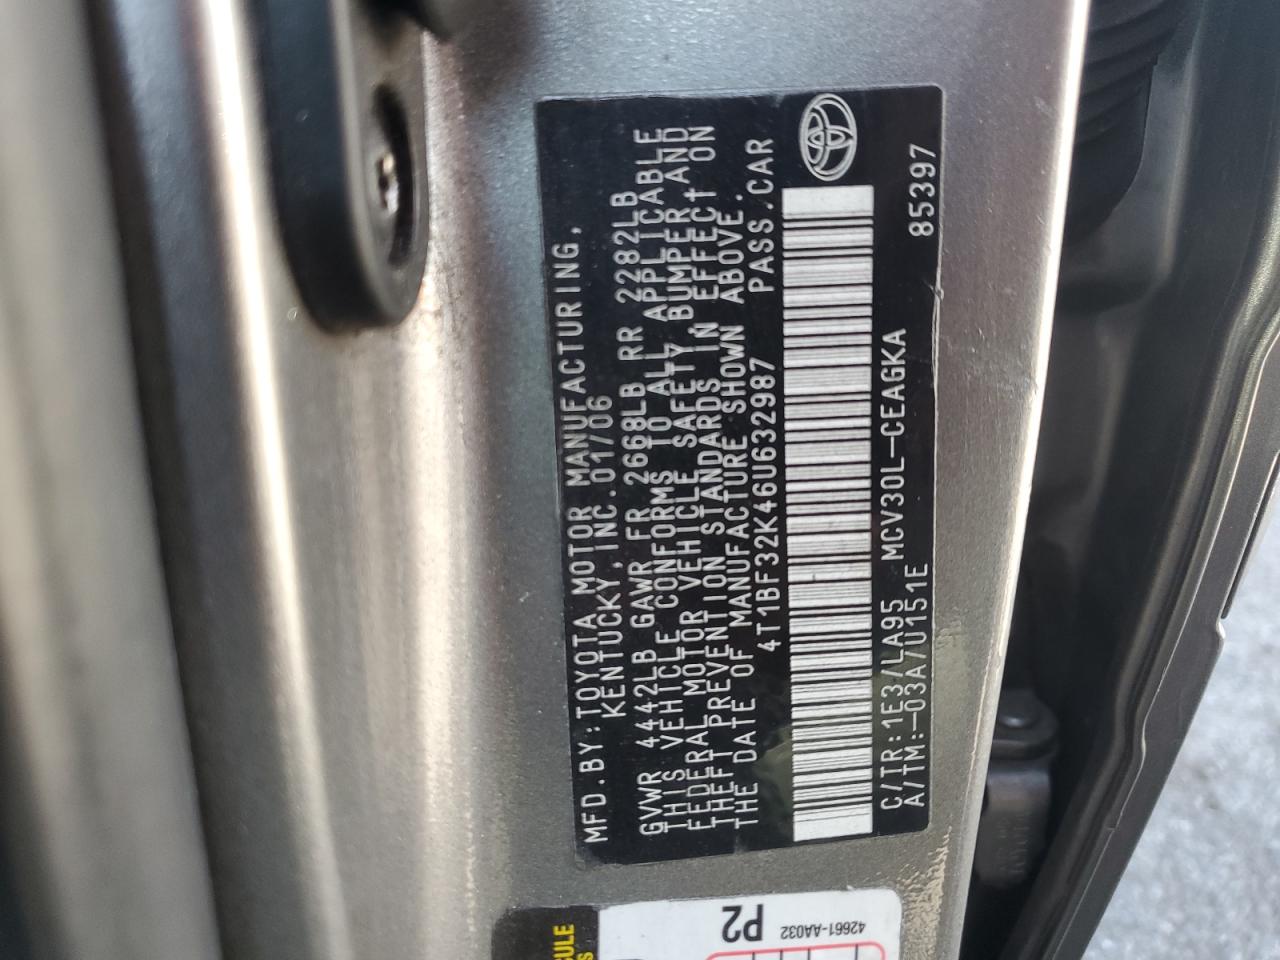 MFD.BY:TOYOTA MOTOR MANUFACTURING,
KENTUCKY, INC. 01/06
GVWR 4442LB GAWR FR 2668LB RR 2282LB
THIS VEHICLE CONFORMS TO ALL APPLICABLE
FEDERAL MOTOR VEHICLE SAFETY, BUMPER AND
THEFT PREVENTION STANDARDS IN EFFECT ON
THE DATE OF MANUFACTURE SHOWN ABOVE.
4T1BF32K46U632987 PASS.CAR
C/TR:1E3/LA95 MCV30L-CEAGKA
A/TM:-03A/U151E
85397
P2
42661-AA032